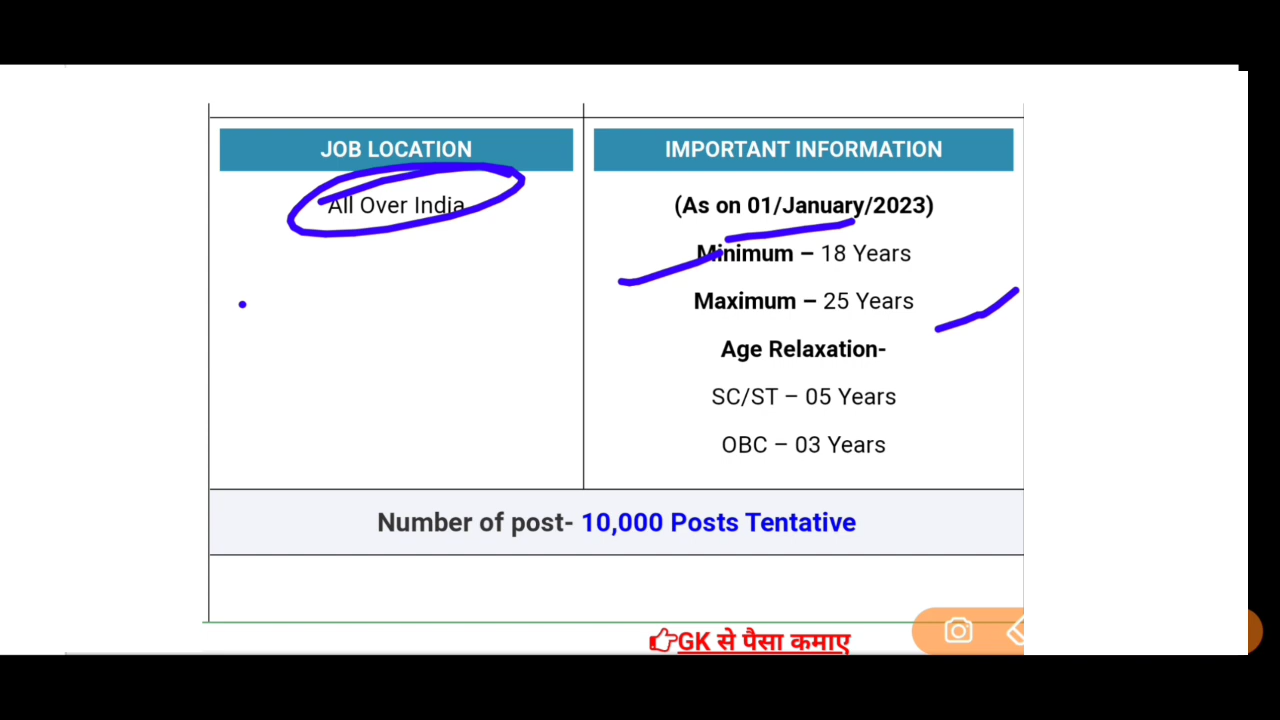 JOB LOCATION
All Over India
IMPORTANT INFORMATION
(As on 01/January/2023)
Minimum – 18 Years
Maximum – 25 Years
Age Relaxation-
SC/ST – 05 Years
OBC – 03 Years
Number of post- 10,000 Posts Tentative
GK से पैसा कमाए